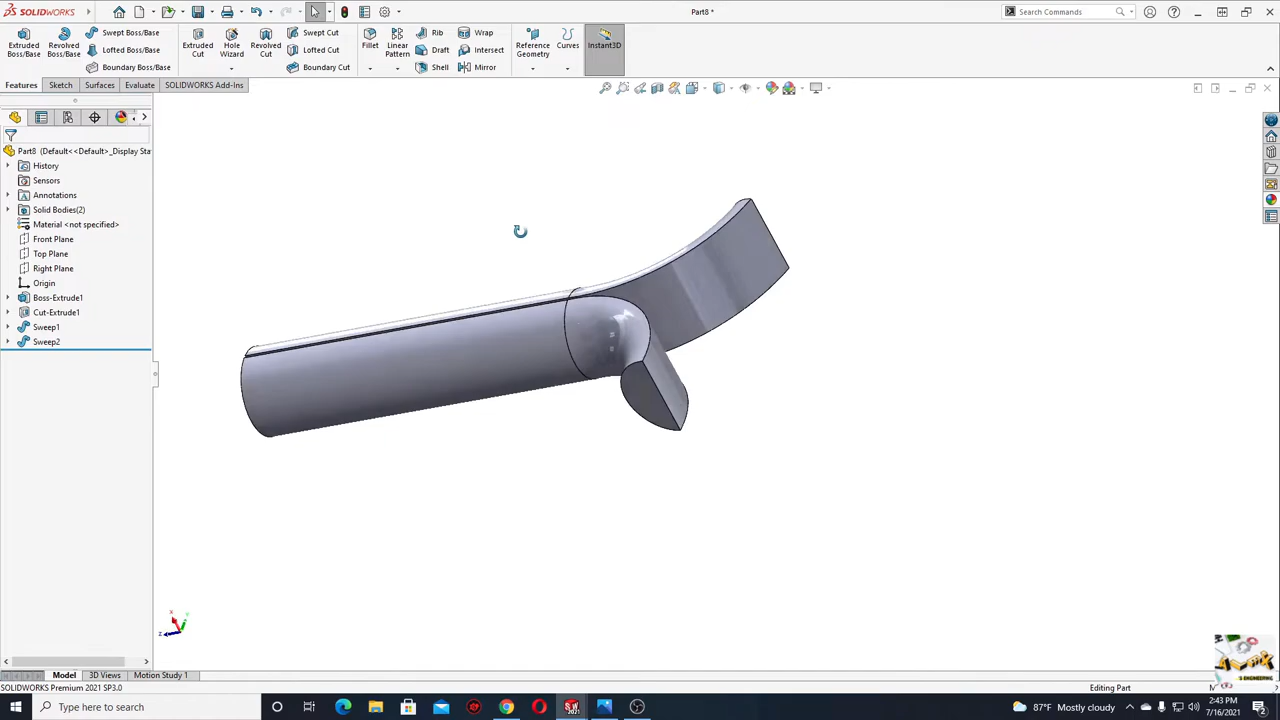 SOLIDWORKS
Part8 *
Search Commands
Extruded Boss/Base
Revolved Boss/Base
Swept Boss/Base
Lofted Boss/Base
Boundary Boss/Base
Extruded Cut
Hole Wizard
Revolved Cut
Swept Cut
Lofted Cut
Boundary Cut
Fillet
Linear Pattern
Rib
Draft
Shell
Wrap
Intersect
Mirror
Reference Geometry
Curves
Instant3D
Features
Sketch
Surfaces
Evaluate
SOLIDWORKS Add-Ins
Part8 (Default<<Default>_Display Sta
History
Sensors
Annotations
Solid Bodies(2)
Material <not specified>
Front Plane
Top Plane
Right Plane
Origin
Boss-Extrude1
Cut-Extrude1
Sweep1
Sweep2
Model
3D Views
Motion Study 1
SOLIDWORKS Premium 2021 SP3.0
Editing Part
Type here to search
87°F Mostly cloudy
2:43 PM
7/16/2021